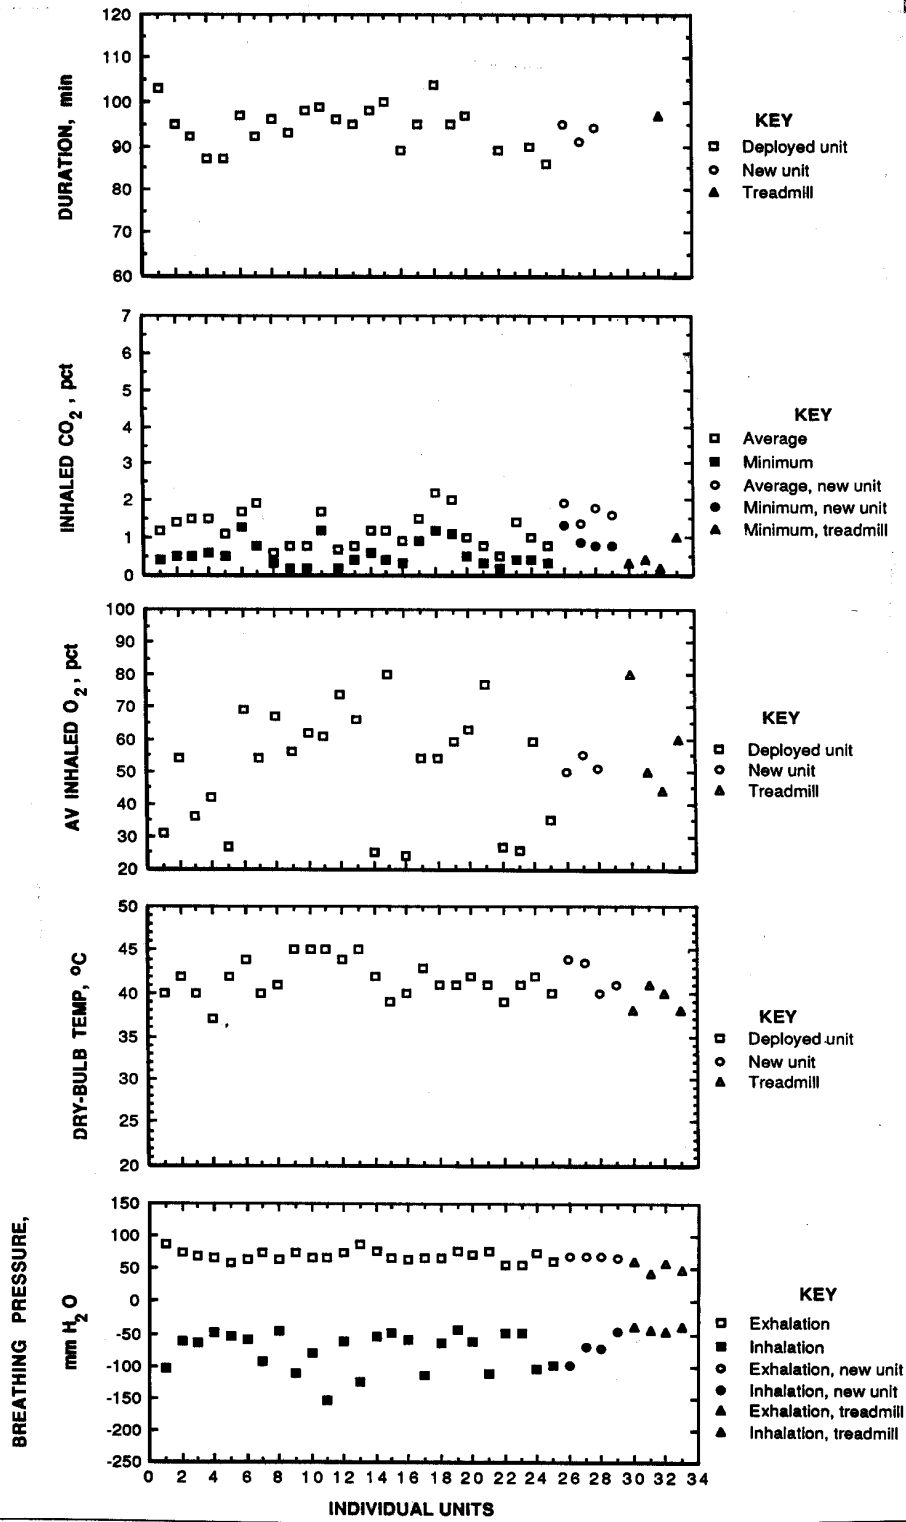 120
110
100
90
80
70
60
DURATION, min
KEY
Deployed unit
New unit
Treadmill
7
6
5
4
3
2
1
0
INHALED CO2, pct
KEY
Average
Minimum
Average, new unit
Minimum, new unit
Minimum, treadmill
100
90
80
70
60
50
40
30
20
AV INHALED O2, pct
KEY
Deployed unit
New unit
Treadmill
50
45
40
35
30
25
20
DRY-BULB TEMP, °C
KEY
Deployed unit
New unit
Treadmill
150
100
50
0
-50
-100
-150
-200
-250
BREATHING PRESSURE,
mm H2O
KEY
Exhalation
Inhalation
Exhalation, new unit
Inhalation, new unit
Exhalation, treadmill
Inhalation, treadmill
0 2 4 6 8 10 12 14 16 18 20 22 24 26 28 30 32 34
INDIVIDUAL UNITS